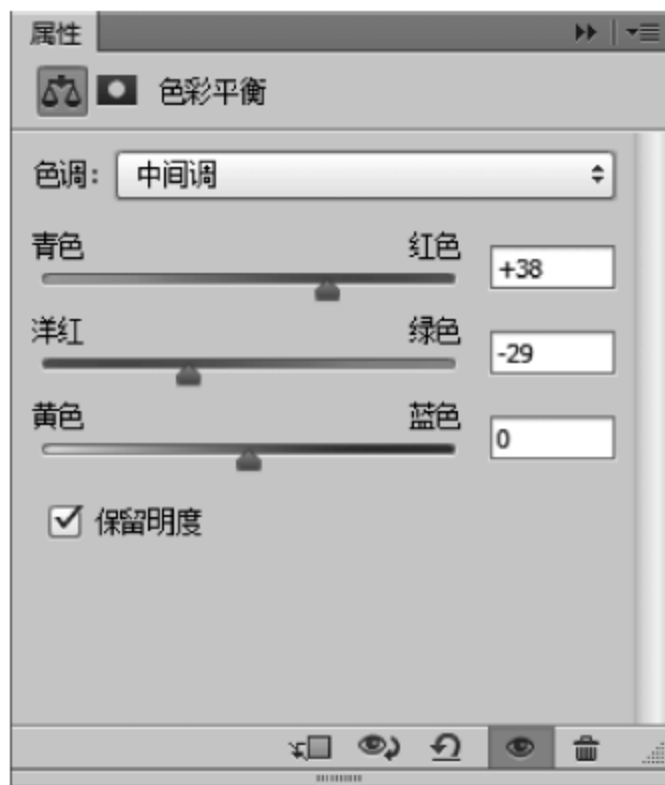 属性
色彩平衡
色调: 中间调
青色 红色 +38
洋红 绿色 -29
黄色 蓝色 0
保留明度